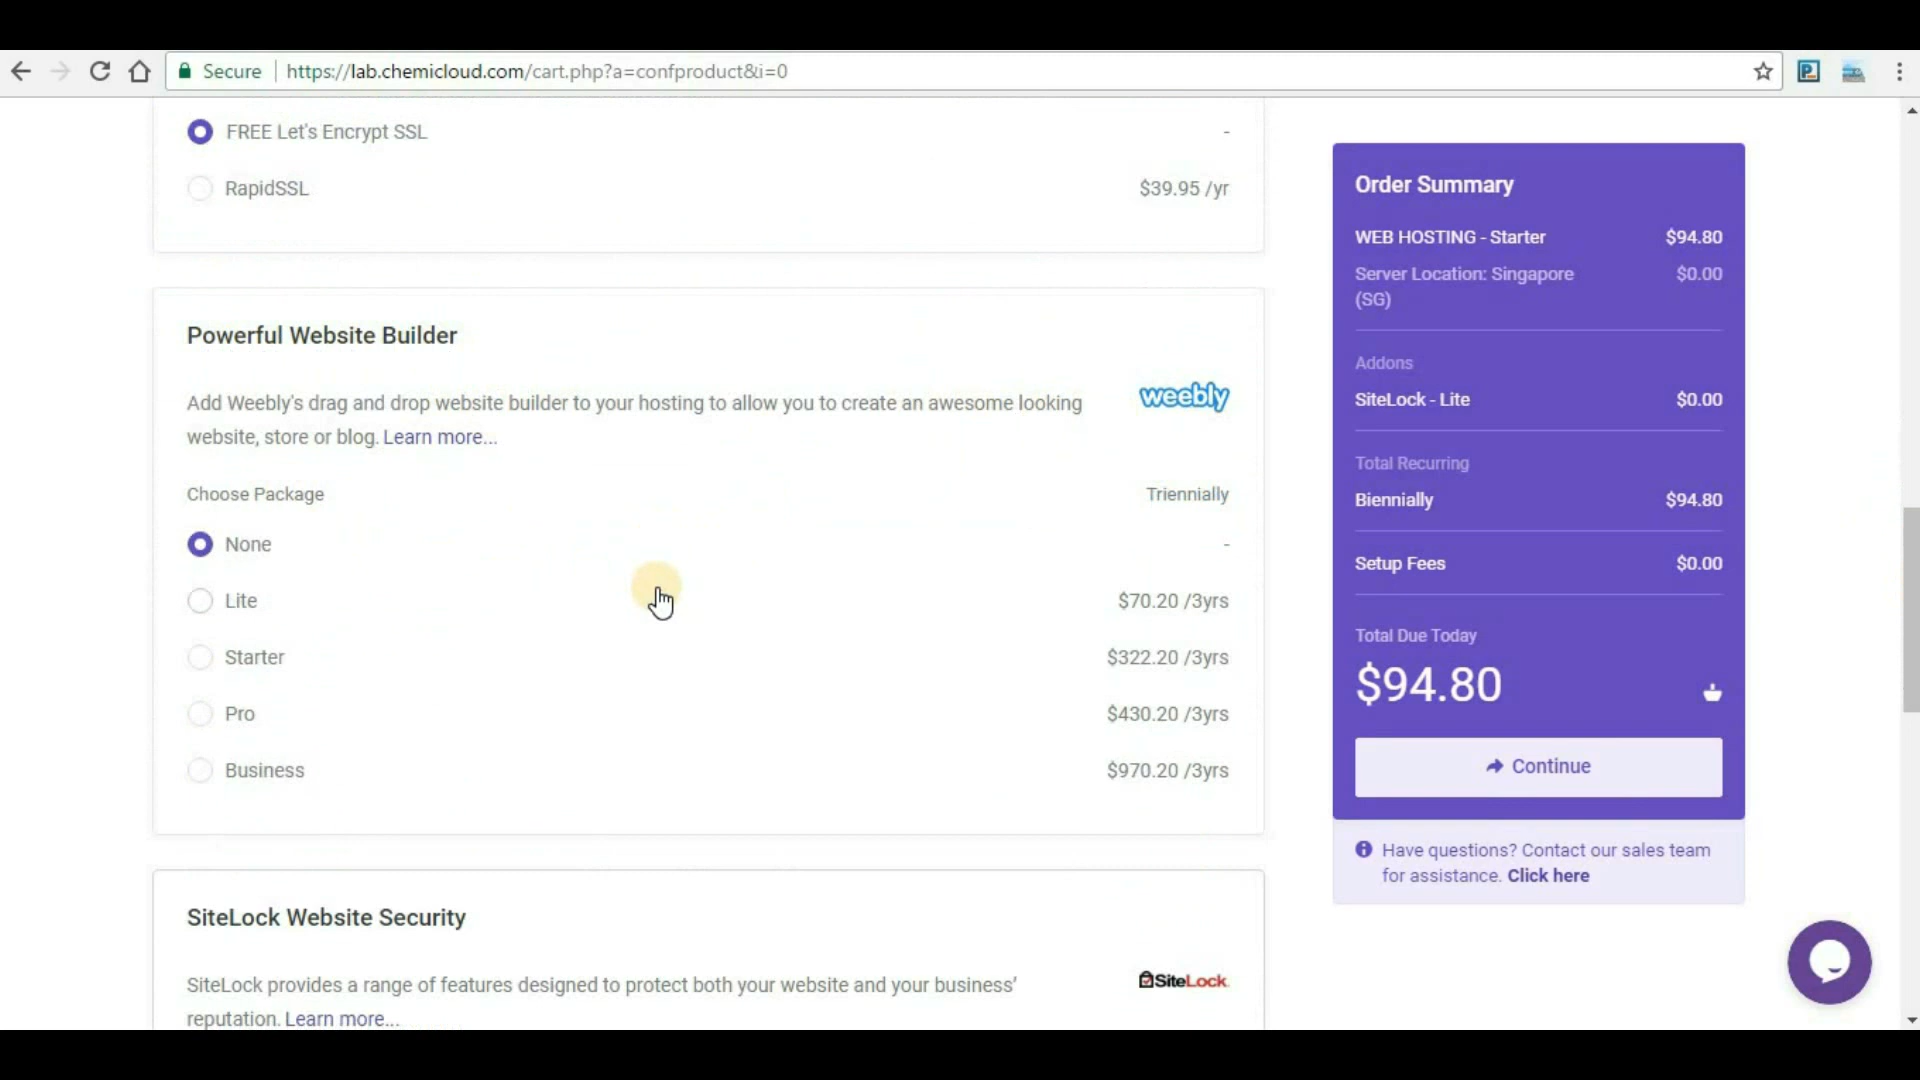 Secure
https://lab.chemicloud.com/cart.php?a=confproduct&i=0
FREE Let's Encrypt SSL -
RapidSSL $39.95 /yr
Powerful Website Builder
Add Weebly's drag and drop website builder to your hosting to allow you to create an awesome looking
website, store or blog. Learn more...
weebly
Choose Package Triennially
None -
Lite $70.20 /3yrs
Starter $322.20 /3yrs
Pro $430.20 /3yrs
Business $970.20 /3yrs
SiteLock Website Security
SiteLock provides a range of features designed to protect both your website and your business'
reputation. Learn more...
SiteLock
Order Summary
WEB HOSTING - Starter $94.80
Server Location: Singapore $0.00
(SG)
Addons
SiteLock - Lite $0.00
Total Recurring
Biennially $94.80
Setup Fees $0.00
Total Due Today
$94.80
Continue
Have questions? Contact our sales team
for assistance. Click here